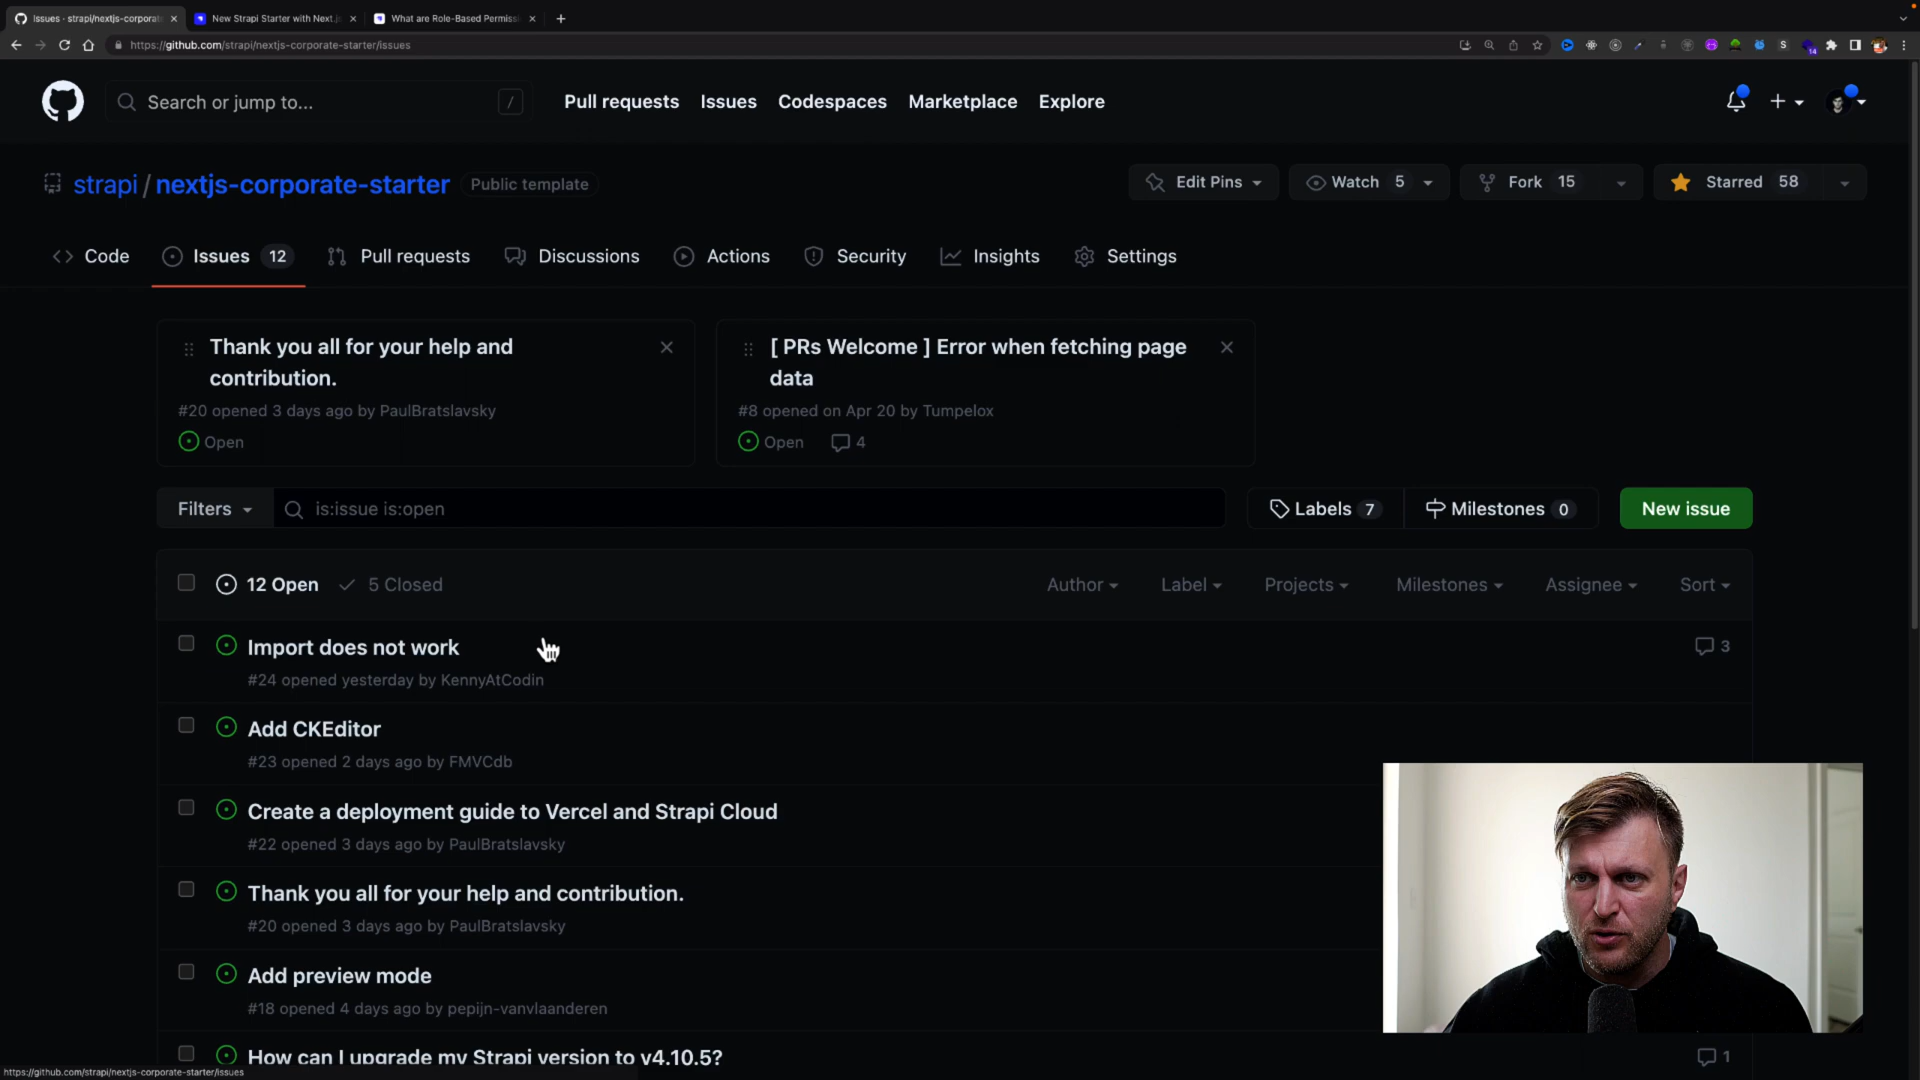 Issues · strapi/nextjs-corporate
New Strapi Starter with Next.j
What are Role-Based Permissi
https://github.com/strapi/nextjs-corporate-starter/issues
Search or jump to...
/
Pull requests
Issues
Codespaces
Marketplace
Explore
strapi / nextjs-corporate-starter
Public template
Edit Pins
Watch 5
Fork 15
Starred 58
Code
Issues 12
Pull requests
Discussions
Actions
Security
Insights
Settings
Thank you all for your help and
contribution.
#20 opened 3 days ago by PaulBratslavsky
Open
[ PRs Welcome ] Error when fetching page
data
#8 opened on Apr 20 by Tumpelox
Open 4
Filters
is:issue is:open
Labels 7
Milestones 0
New issue
12 Open
5 Closed
Author
Label
Projects
Milestones
Assignee
Sort
Import does not work
3
#24 opened yesterday by KennyAtCodin
Add CKEditor
#23 opened 2 days ago by FMVCdb
Create a deployment guide to Vercel and Strapi Cloud
#22 opened 3 days ago by PaulBratslavsky
Thank you all for your help and contribution.
#20 opened 3 days ago by PaulBratslavsky
Add preview mode
#18 opened 4 days ago by pepijn-vanvlaanderen
How can I upgrade my Strapi version to v4.10.5?
1
https://github.com/strapi/nextjs-corporate-starter/issues